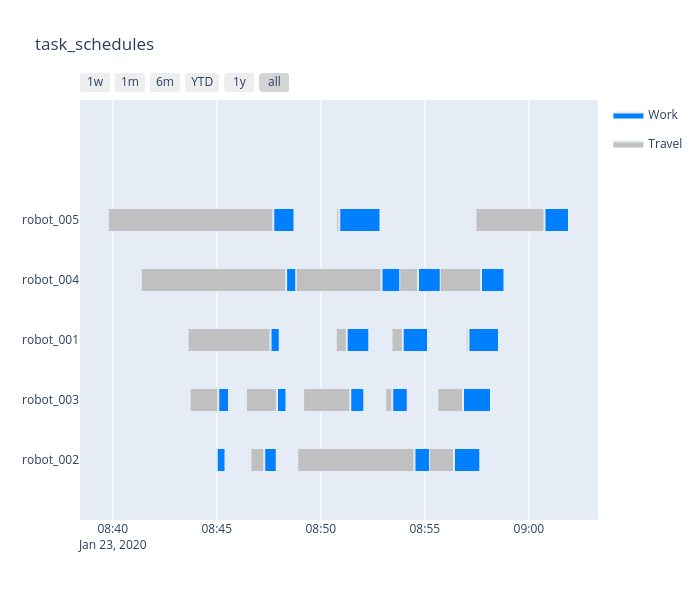 task_schedules
1w 1m 6m YTD 1y all
Work
Travel
robot_005
robot_004
robot_001
robot_003
robot_002
08:40 08:45 08:50 08:55 09:00
Jan 23, 2020